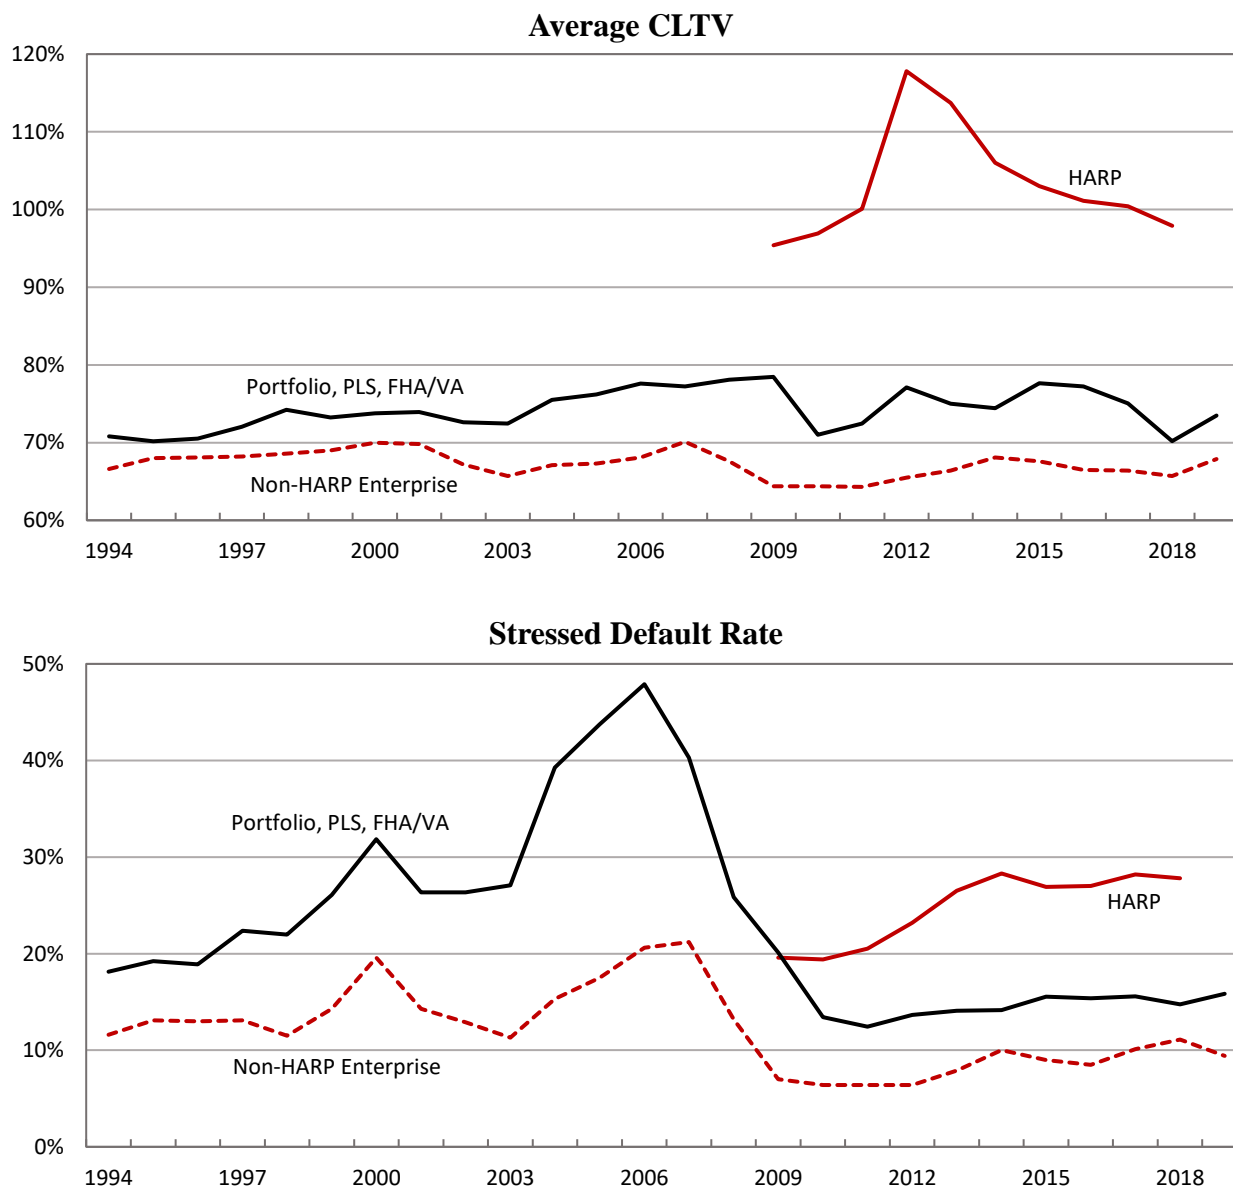 Average CLTV
120%
110%
HARP
100%
90%
80%
Portfolio, PLS, FHA/VA
70%
Non-HARP Enterprise
60%
1994 1997 2000 2003 2006 2009 2012 2015 2018
Stressed Default Rate
50%
40%
Portfolio, PLS, FHA/VA
30%
HARP
20%
10%
Non-HARP Enterprise
0%
1994 1997 2000 2003 2006 2009 2012 2015 2018